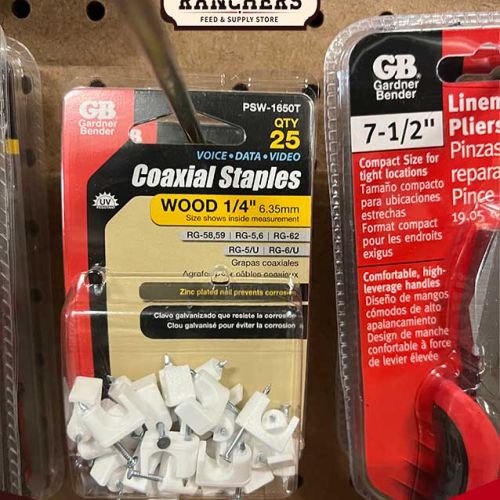 RANCHERS
FEED & SUPPLY STORE
GB
Gardner
Bender
PSW-1650T
QTY
25
VOICE • DATA • VIDEO
Coaxial Staples
UV
WOOD 1/4" 6.35mm
Size shows inside measurement
RG-58,59 | RG-5,6 | RG-62
RG-5/U | RG-6/U
Grapas coaxiales
Agrafes pour câbles coaxiaux
Zinc plated nail prevents corrosion
Clavo galvanizado que resiste la corrosión
Clou galvanisé pour éviter la corrosion
GB
Gardner
Bender
7-1/2"
Compact Size for
tight locations
Tamaño compacto
para ubicaciones
estrechas
Format compact
pour les endroits
exigus
Comfortable, high-
leverage handles
Diseño de mangos
cómodos de alto
apalancamiento
Design de manche
confortable à force
de levier élevée
Linem
Pliers
Pinzas
repara
Pince
19.05